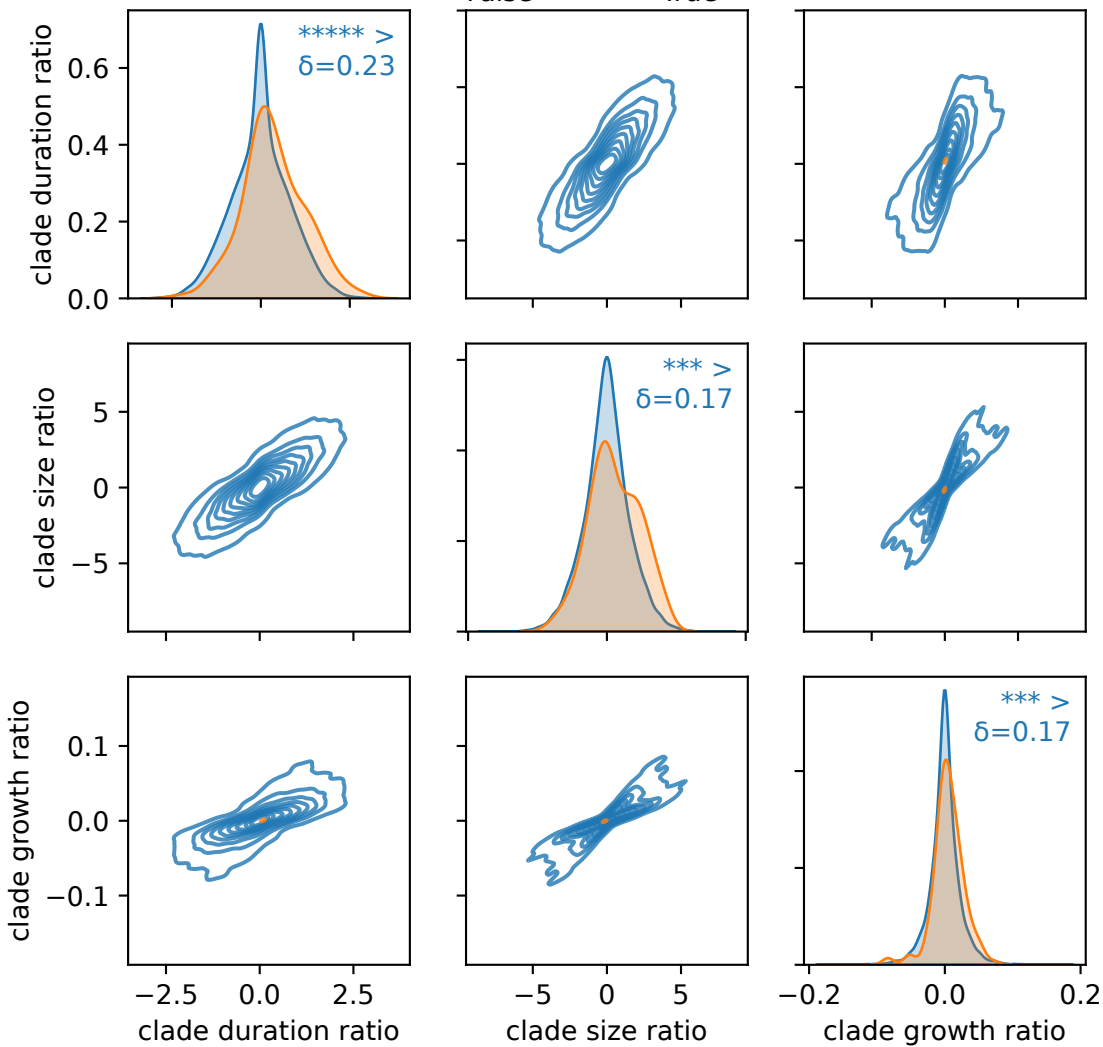 clade duration ratio
0.6
0.4
0.2
0.0
***** >
δ=0.23
clade size ratio
5
0
−5
*** >
δ=0.17
clade growth ratio
0.1
0.0
−0.1
*** >
δ=0.17
−2.5 0.0 2.5
−5 0 5
−0.2 0.0 0.2
clade duration ratio
clade size ratio
clade growth ratio